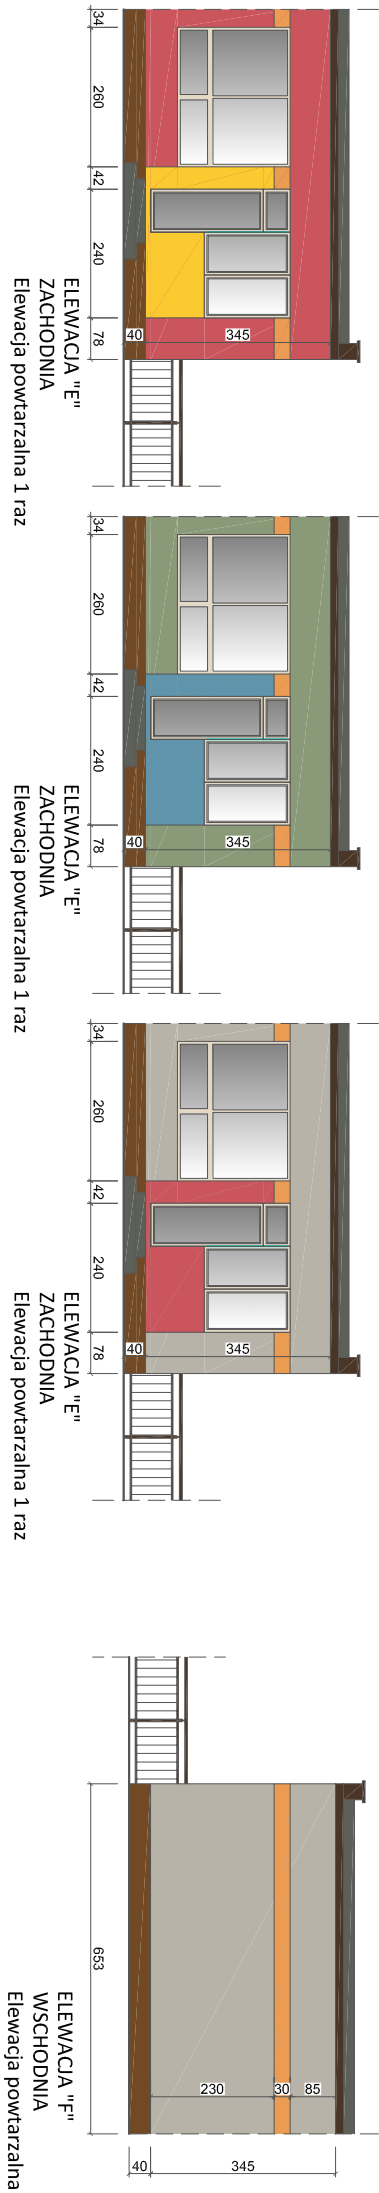 34
260
42
240
78
40
345
ELEWACJA "E"
ZACHODNIA
Elewacja powtarzalna 1 raz
34
260
42
240
78
40
345
ELEWACJA "E"
ZACHODNIA
Elewacja powtarzalna 1 raz
34
260
42
240
78
40
345
ELEWACJA "E"
ZACHODNIA
Elewacja powtarzalna 1 raz
653
230
30
85
40
345
ELEWACJA "F"
WSCHODNIA
Elewacja powtarzalna